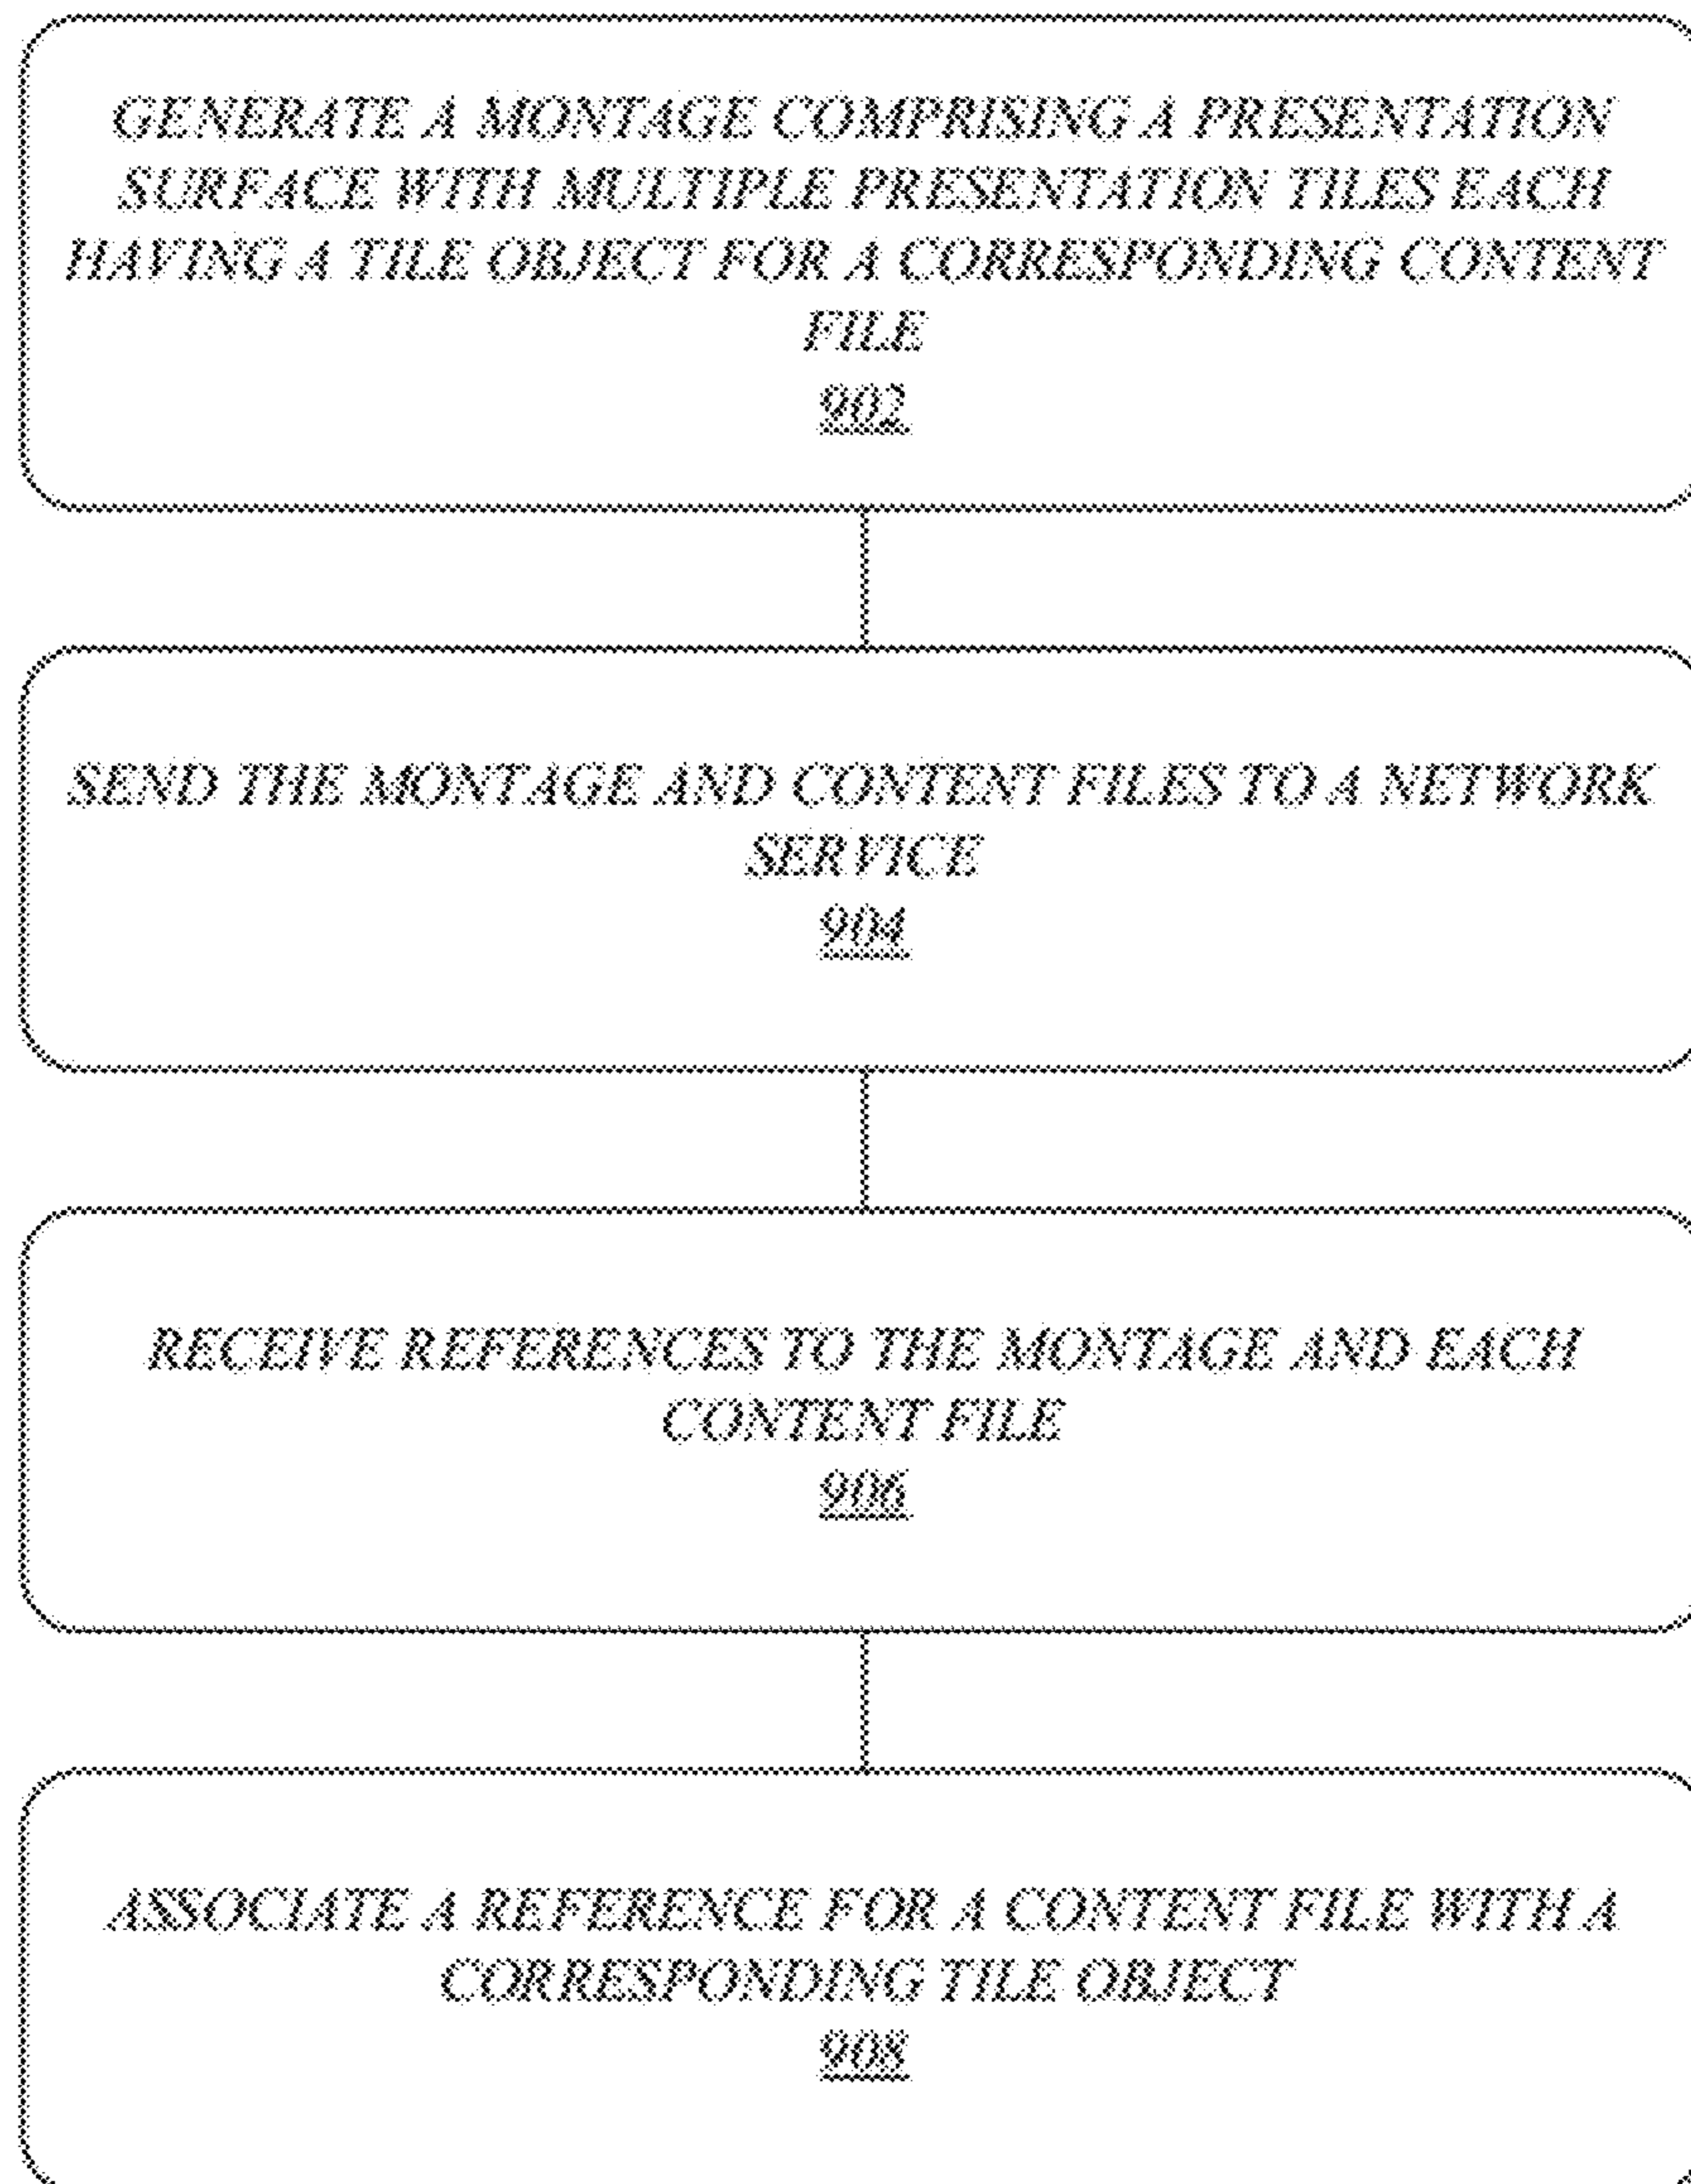 GENERATE A MONTAGE COMPRISING A PRESENTATION
SURFACE WITH MULTIPLE PRESENTATION TILES EACH
HAVING A TILE OBJECT FOR A CORRESPONDING CONTENT
FILE
902
SEND THE MONTAGE AND CONTENT FILES TO A NETWORK
SERVICE
904
RECEIVE REFERENCES TO THE MONTAGE AND EACH
CONTENT FILE
906
ASSOCIATE A REFERENCE FOR A CONTENT FILE WITH A
CORRESPONDING TILE OBJECT
908